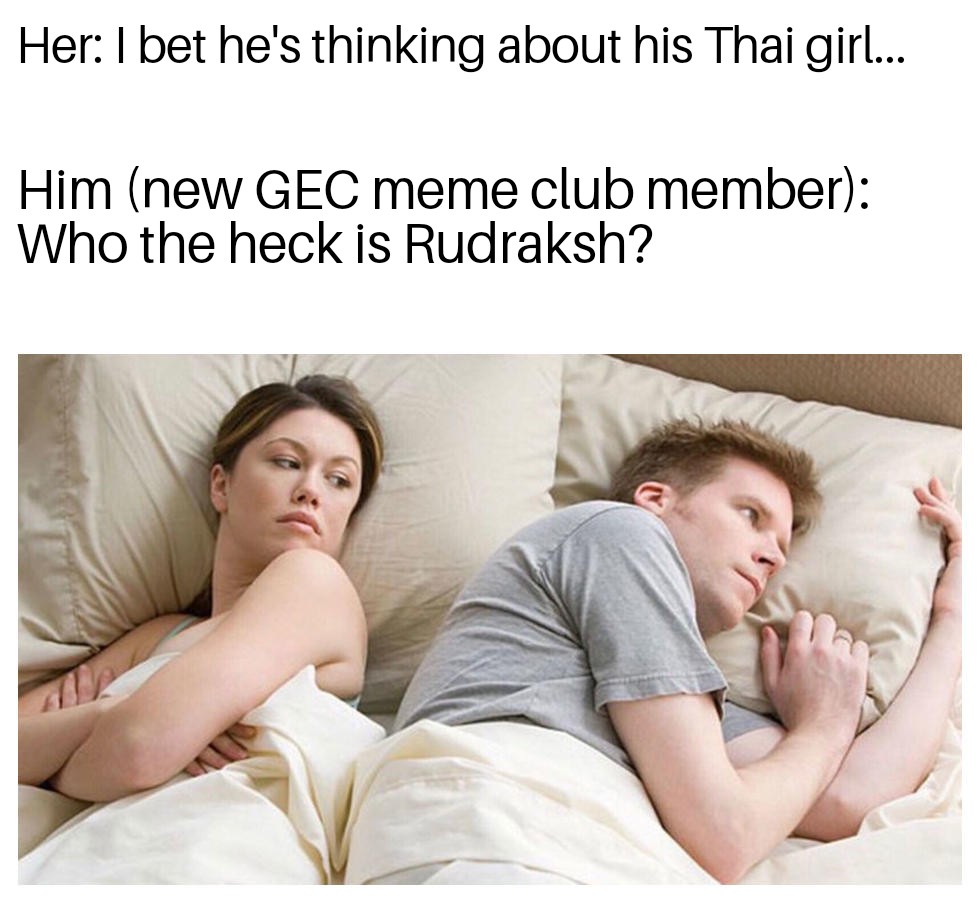 Her: I bet he's thinking about his Thai girl...
Him (new GEC meme club member):
Who the heck is Rudraksh?